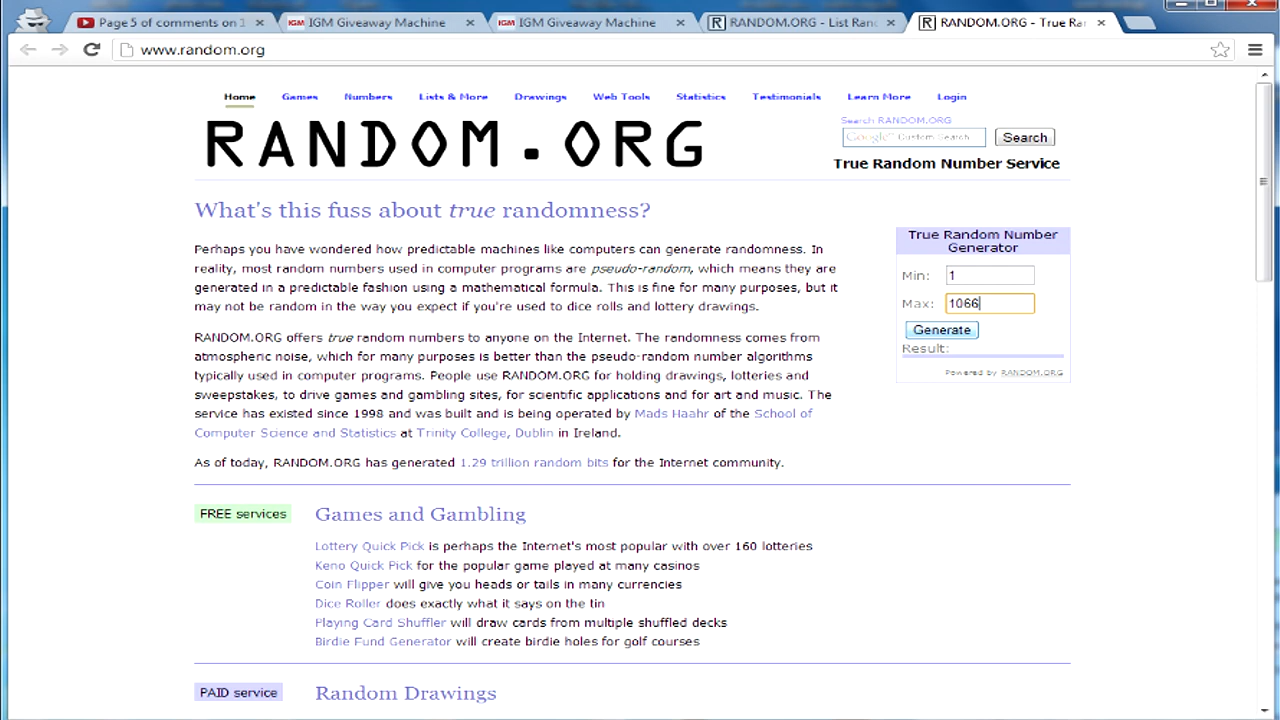 Page 5 of comments on 1
IGM Giveaway Machine
IGM Giveaway Machine
RANDOM.ORG - List Ran
RANDOM.ORG - True Ra
www.random.org
Home Games Numbers Lists & More Drawings Web Tools Statistics Testimonials Learn More Login
RANDOM.ORG
Search RANDOM.ORG
Google™ Custom Search Search
True Random Number Service
What's this fuss about true randomness?
Perhaps you have wondered how predictable machines like computers can generate randomness. In
reality, most random numbers used in computer programs are pseudo-random, which means they are
generated in a predictable fashion using a mathematical formula. This is fine for many purposes, but it
may not be random in the way you expect if you're used to dice rolls and lottery drawings.
RANDOM.ORG offers true random numbers to anyone on the Internet. The randomness comes from
atmospheric noise, which for many purposes is better than the pseudo-random number algorithms
typically used in computer programs. People use RANDOM.ORG for holding drawings, lotteries and
sweepstakes, to drive games and gambling sites, for scientific applications and for art and music. The
service has existed since 1998 and was built and is being operated by Mads Haahr of the School of
Computer Science and Statistics at Trinity College, Dublin in Ireland.
As of today, RANDOM.ORG has generated 1.29 trillion random bits for the Internet community.
True Random Number
Generator
Min: 1
Max: 1066
Generate
Result:
Powered by RANDOM.ORG
FREE services
Games and Gambling
Lottery Quick Pick is perhaps the Internet's most popular with over 160 lotteries
Keno Quick Pick for the popular game played at many casinos
Coin Flipper will give you heads or tails in many currencies
Dice Roller does exactly what it says on the tin
Playing Card Shuffler will draw cards from multiple shuffled decks
Birdie Fund Generator will create birdie holes for golf courses
PAID service
Random Drawings